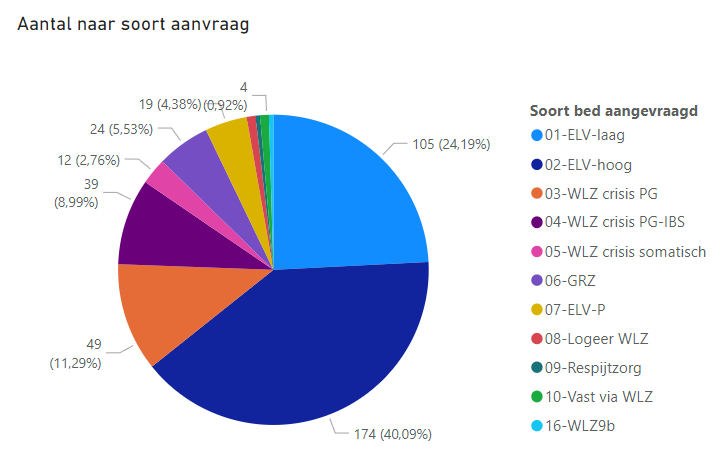 Aantal naar soort aanvraag
4
(0,92%)
19 (4,38%)
24 (5,53%)
12 (2,76%)
39
(8,99%)
49
(11,29%)
105 (24,19%)
174 (40,09%)
Soort bed aangevraagd
01-ELV-laag
02-ELV-hoog
03-WLZ crisis PG
04-WLZ crisis PG-IBS
05-WLZ crisis somatisch
06-GRZ
07-ELV-P
08-Logeer WLZ
09-Respijtzorg
10-Vast via WLZ
16-WLZ9b